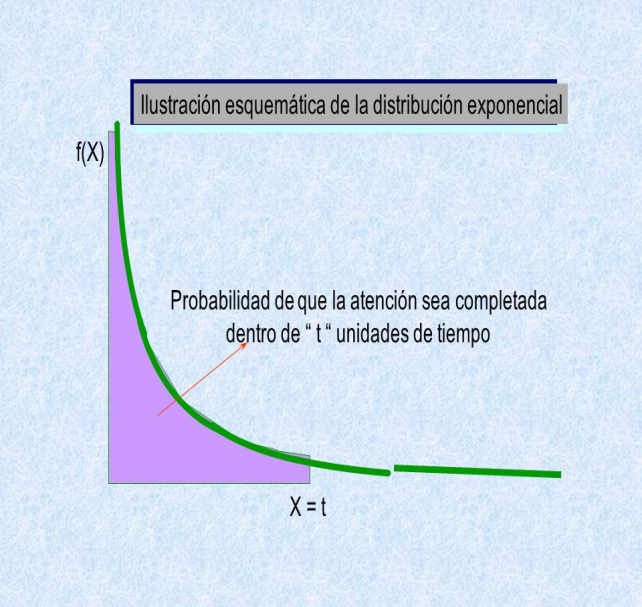 Ilustración esquemática de la distribución exponencial
f(X)
Probabilidad de que la atención sea completada
dentro de “ t “ unidades de tiempo
X = t